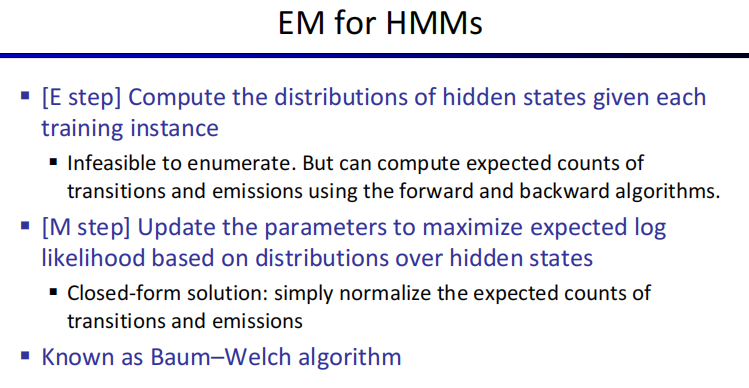 EM for HMMs
▪ [E step] Compute the distributions of hidden states given each
training instance
▪ Infeasible to enumerate. But can compute expected counts of
transitions and emissions using the forward and backward algorithms.
▪ [M step] Update the parameters to maximize expected log
likelihood based on distributions over hidden states
▪ Closed-form solution: simply normalize the expected counts of
transitions and emissions
▪ Known as Baum–Welch algorithm